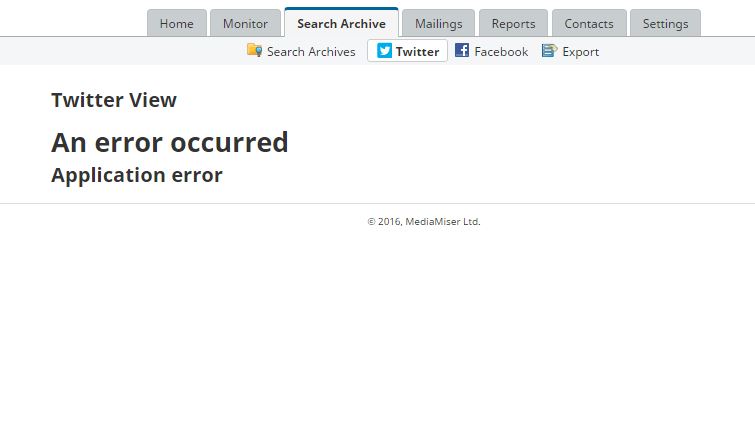 Home Monitor Search Archive Mailings Reports Contacts Settings
Search Archives Twitter Facebook Export
Twitter View
An error occurred
Application error
© 2016, MediaMiser Ltd.